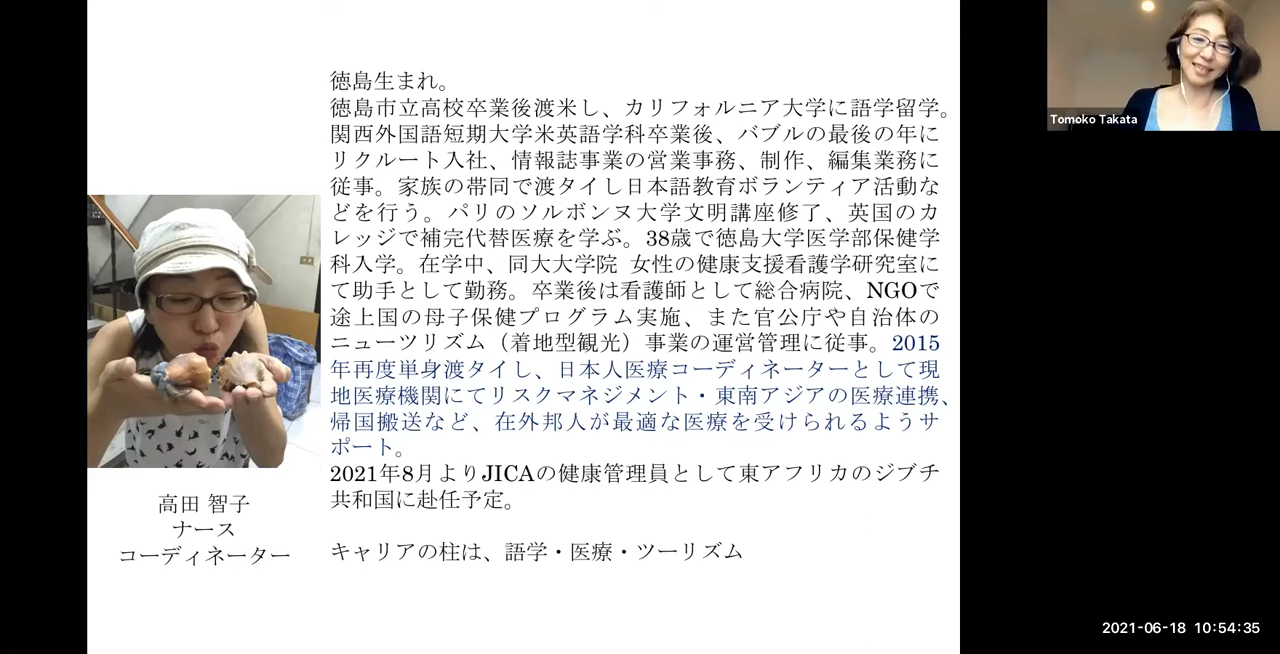 徳島生まれ。
徳島市立高校卒業後渡米し、カリフォルニア大学に語学留学。
関西外国語短期大学米英語学科卒業後、バブルの最後の年に
リクルート入社、情報誌事業の営業事務、制作、編集業務に
従事。家族の帯同で渡タイし日本語教育ボランティア活動な
どを行う。パリのソルボンヌ大学文明講座修了、英国のカ
レッジで補完代替医療を学ぶ。38歳で徳島大学医学部保健学
科入学。在学中、同大大学院 女性の健康支援看護学研究室に
て助手として勤務。卒業後は看護師として総合病院、NGOで
途上国の母子保健プログラム実施、また官公庁や自治体の
ニューツリズム（着地型観光）事業の運営管理に従事。2015
年再度単身渡タイし、日本人医療コーディネーターとして現
地医療機関にてリスクマネジメント・東南アジアの医療連携、
帰国搬送など、在外邦人が最適な医療を受けられるようサ
ポート。
2021年8月よりJICAの健康管理員として東アフリカのジブチ
共和国に赴任予定。
キャリアの柱は、語学・医療・ツーリズム
高田 智子
ナース
コーディネーター
Tomoko Takata
2021-06-18 10:54:35